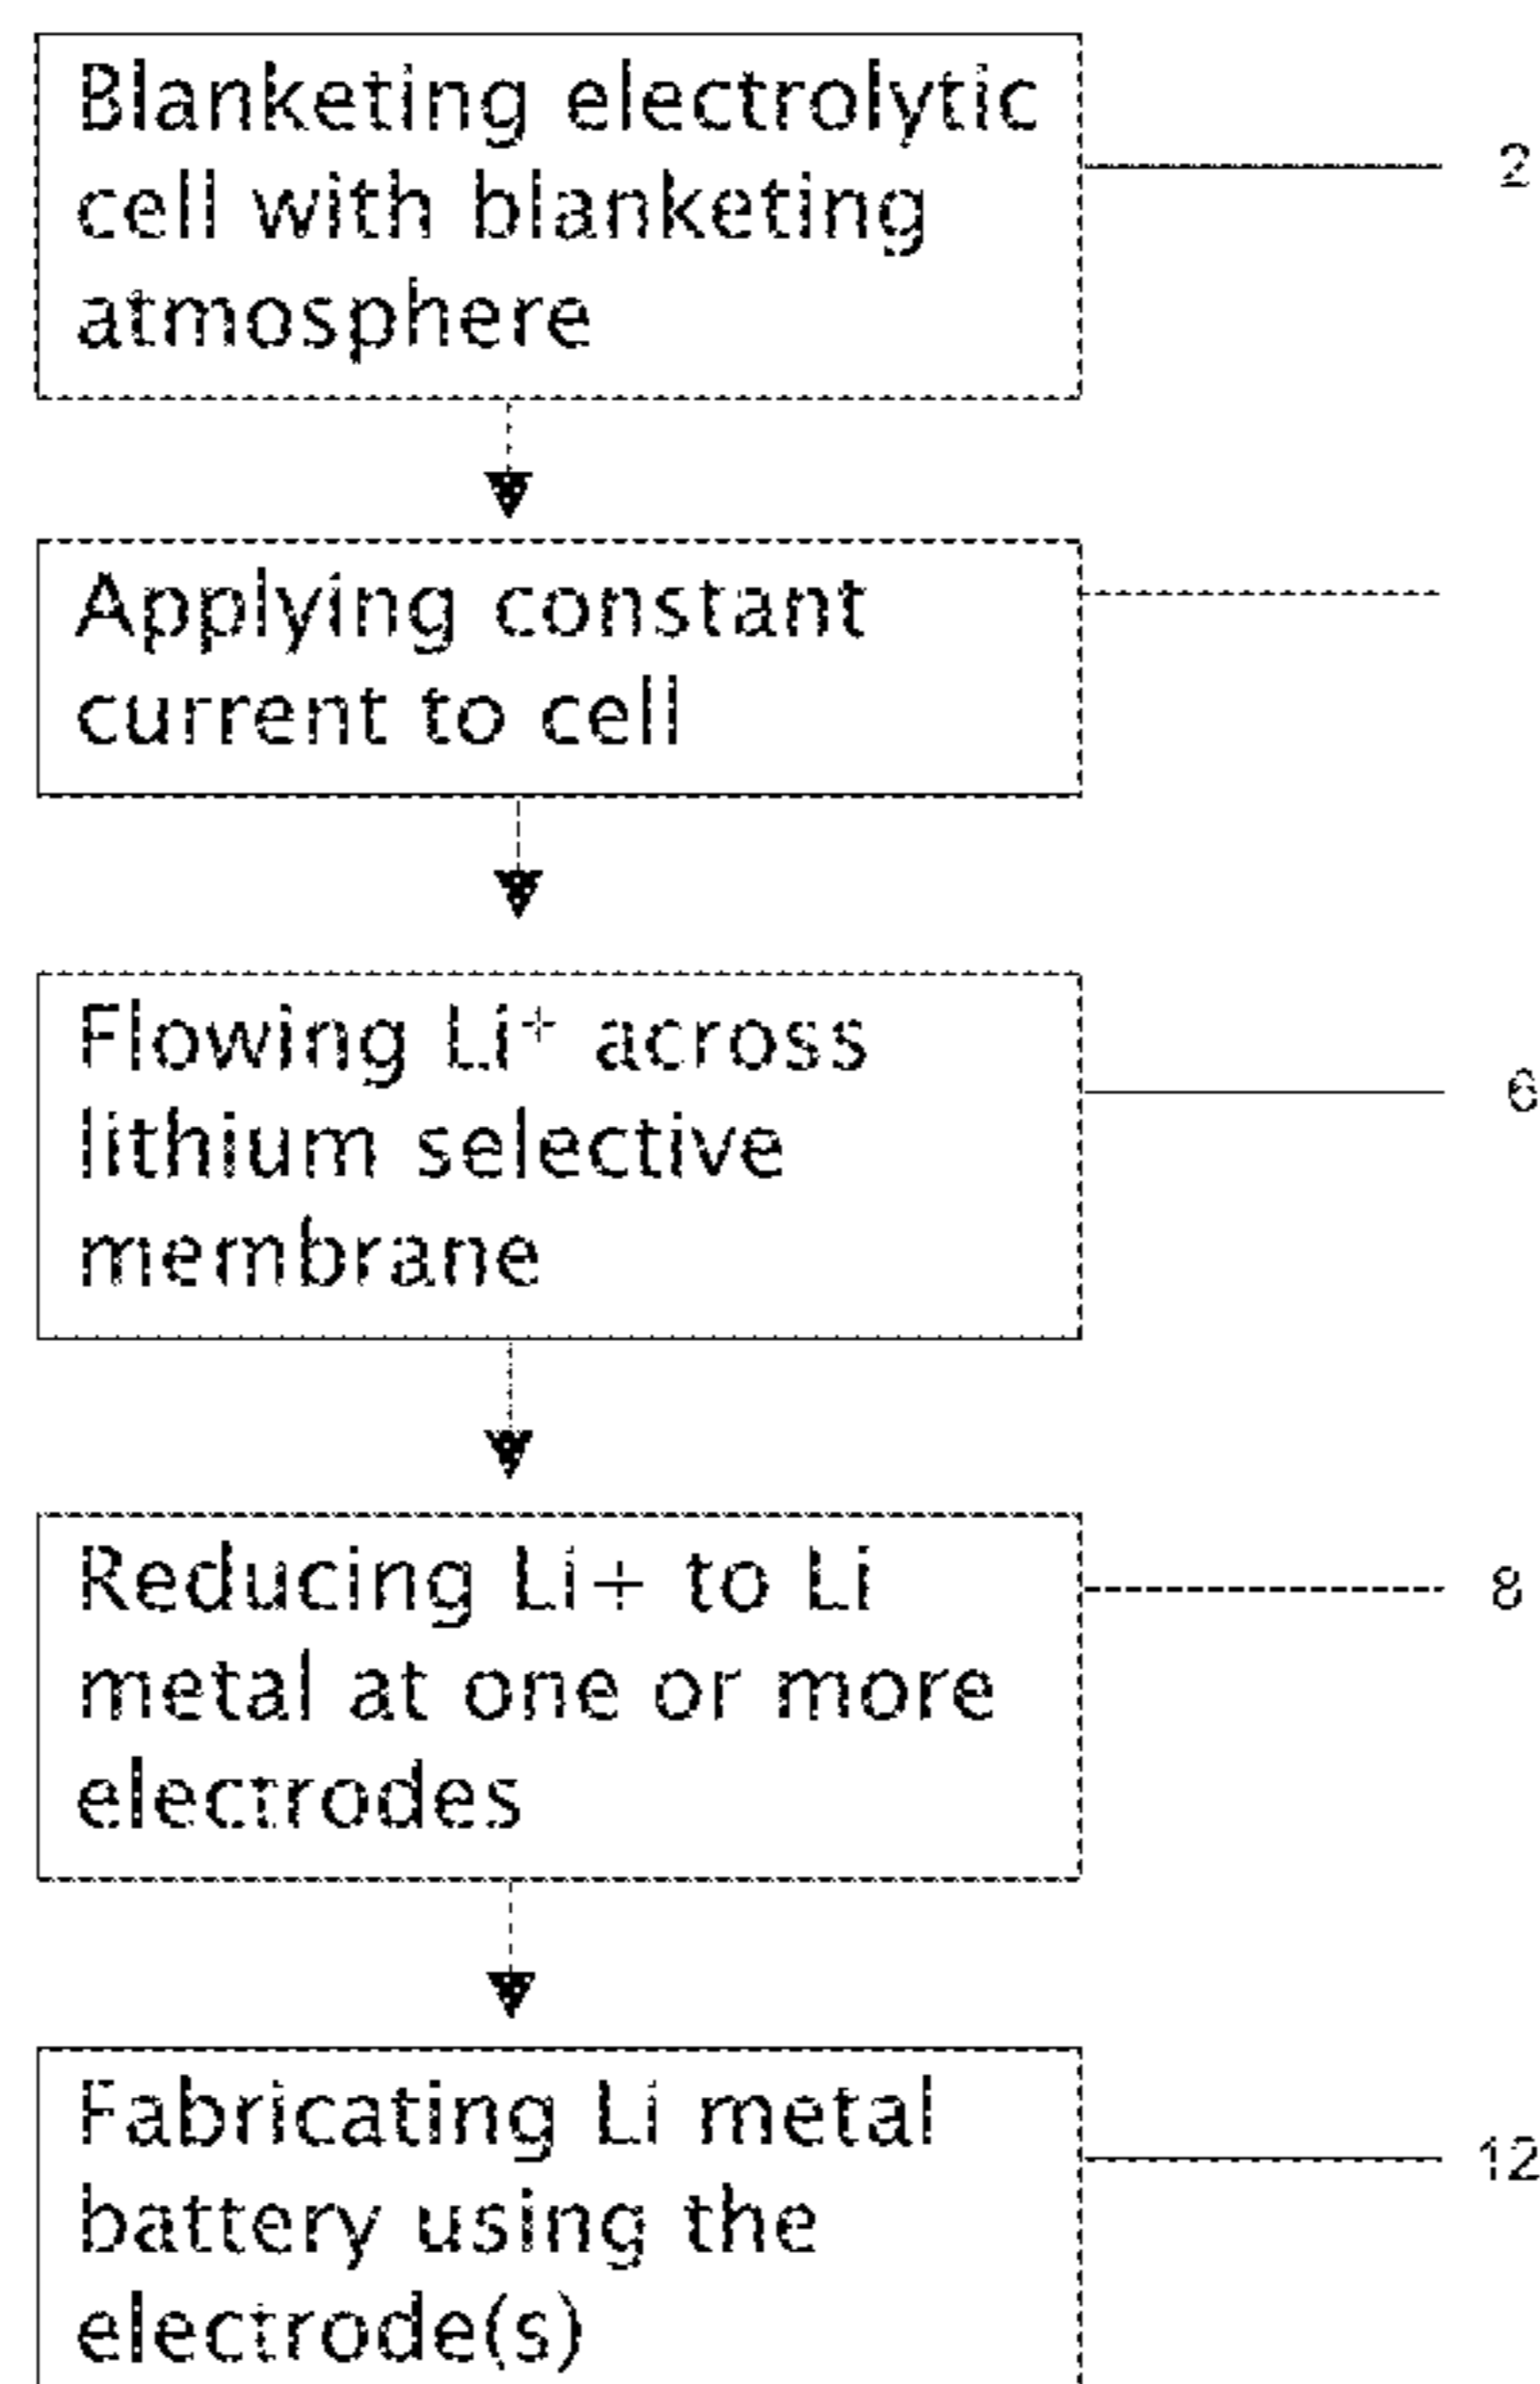 Blanketing electrolytic
cell with blanketing
atmosphere
2
Applying constant
current to cell
Flowing Li⁺ across
lithium selective
membrane
6
Reducing Li+ to Li
metal at one or more
electrodes
8
Fabricating Li metal
battery using the
electrode(s)
12